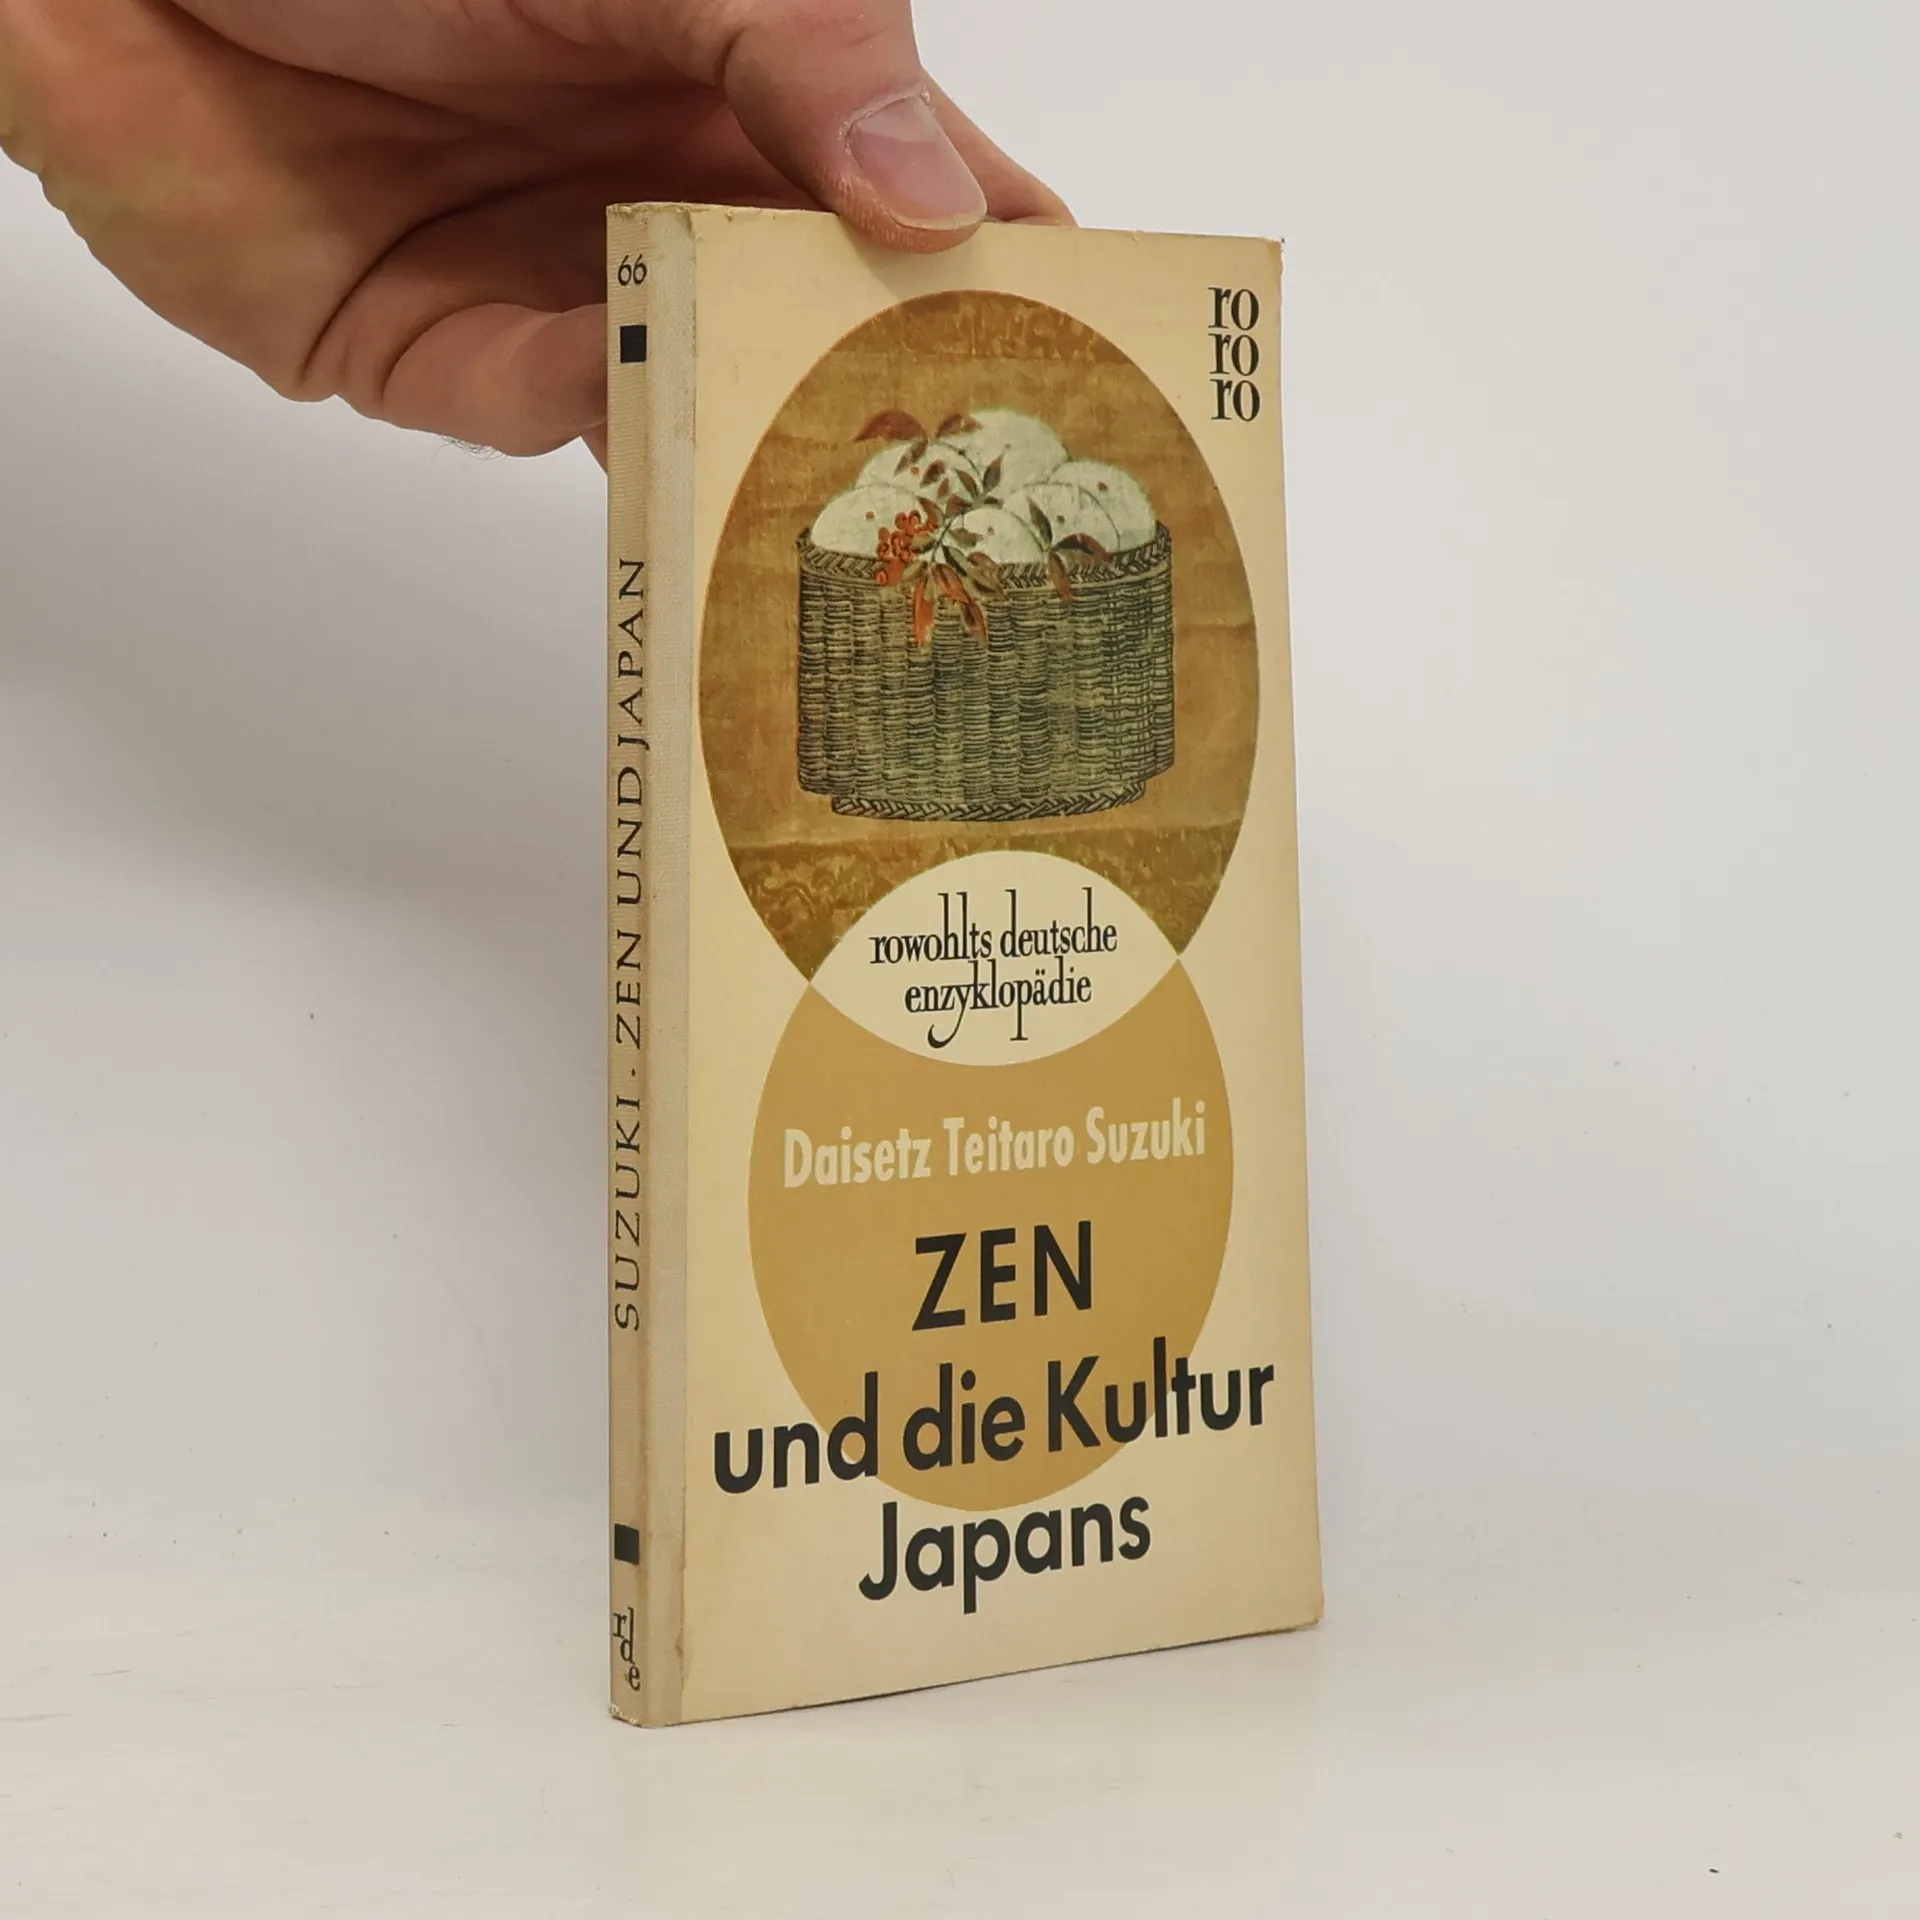 66
SUZUKI · ZEN UND JAPAN
rde
ro
ro
ro
rowohlts deutsche
enzyklopädie
Daisetz Teitaro Suzuki
ZEN
und die Kultur
Japans